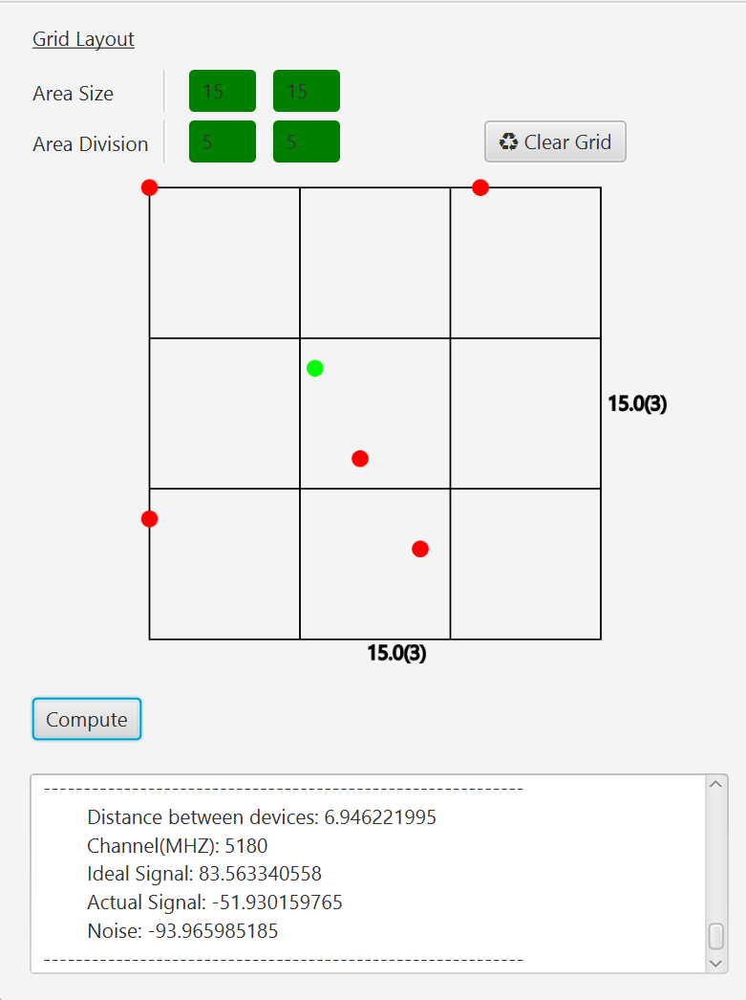 Grid Layout
Area Size 15 15
Area Division 5 5
♻ Clear Grid
15.0(3)
15.0(3)
Compute
------------------------------------------------------------
Distance between devices: 6.946221995
Channel(MHZ): 5180
Ideal Signal: 83.563340558
Actual Signal: -51.930159765
Noise: -93.965985185
------------------------------------------------------------